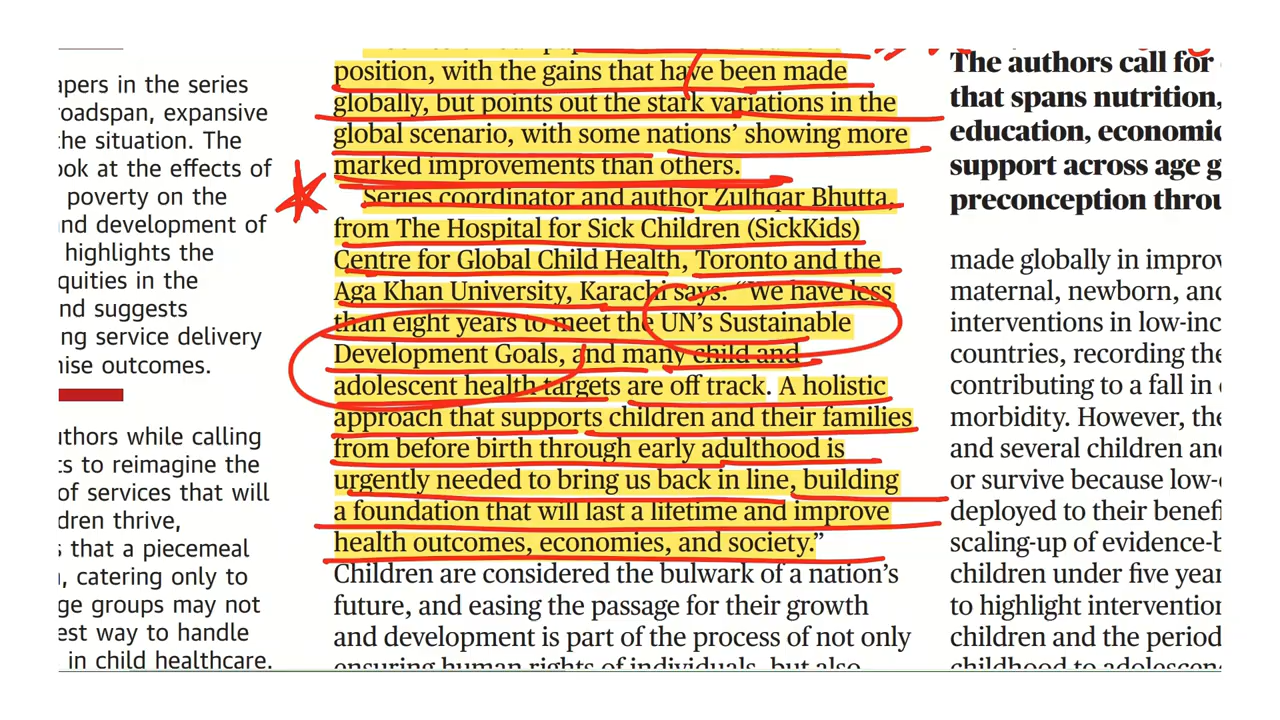 apers in the series
roadspan, expansive
the situation. The
ook at the effects of
poverty on the
nd development of
highlights the
equities in the
nd suggests
ng service delivery
mise outcomes.
uthors while calling
ts to reimagine the
of services that will
dren thrive,
s that a piecemeal
, catering only to
ge groups may not
est way to handle
in child healthcare.
position, with the gains that have been made
globally, but points out the stark variations in the
global scenario, with some nations’ showing more
marked improvements than others.
Series coordinator and author Zulfiqar Bhutta,
from The Hospital for Sick Children (SickKids)
Centre for Global Child Health, Toronto and the
Aga Khan University, Karachi says: “We have less
than eight years to meet the UN’s Sustainable
Development Goals, and many child and
adolescent health targets are off track. A holistic
approach that supports children and their families
from before birth through early adulthood is
urgently needed to bring us back in line, building
a foundation that will last a lifetime and improve
health outcomes, economies, and society.”
Children are considered the bulwark of a nation’s
future, and easing the passage for their growth
and development is part of the process of not only
ensuring human rights of individuals, but also
The authors call for
that spans nutrition,
education, economic
support across age g
preconception throu
made globally in improv
maternal, newborn, and
interventions in low-inc
countries, recording the
contributing to a fall in
morbidity. However, the
and several children and
or survive because low-
deployed to their benefi
scaling-up of evidence-b
children under five year
to highlight intervention
children and the period
childhood to adolescen